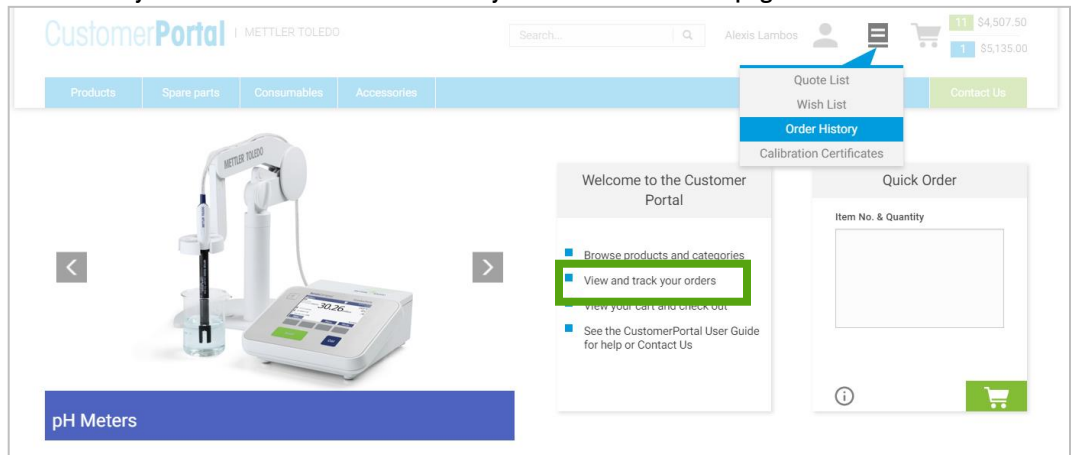 CustomerPortal | METTLER TOLEDO
Search...
Alexis Lambos
11 $4,507.50
1 $5,135.00
Products Spare parts Consumables Accessories
Contact Us
Quote List
Wish List
Order History
Calibration Certificates
METTLER TOLEDO
30.26
pH Meters
Welcome to the Customer
Portal
Browse products and categories
View and track your orders
View your cart and check out
See the CustomerPortal User Guide
for help or Contact Us
Quick Order
Item No. & Quantity